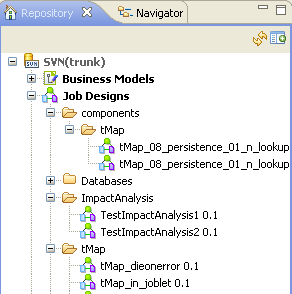 Repository
Navigator
SVN(trunk)
Business Models
Job Designs
components
tMap
tMap_08_persistence_01_n_lookup
tMap_08_persistence_01_n_lookup
Databases
ImpactAnalysis
TestImpactAnalysis1 0.1
TestImpactAnalysis2 0.1
tMap
tMap_dieonerror 0.1
tMap_in_joblet 0.1